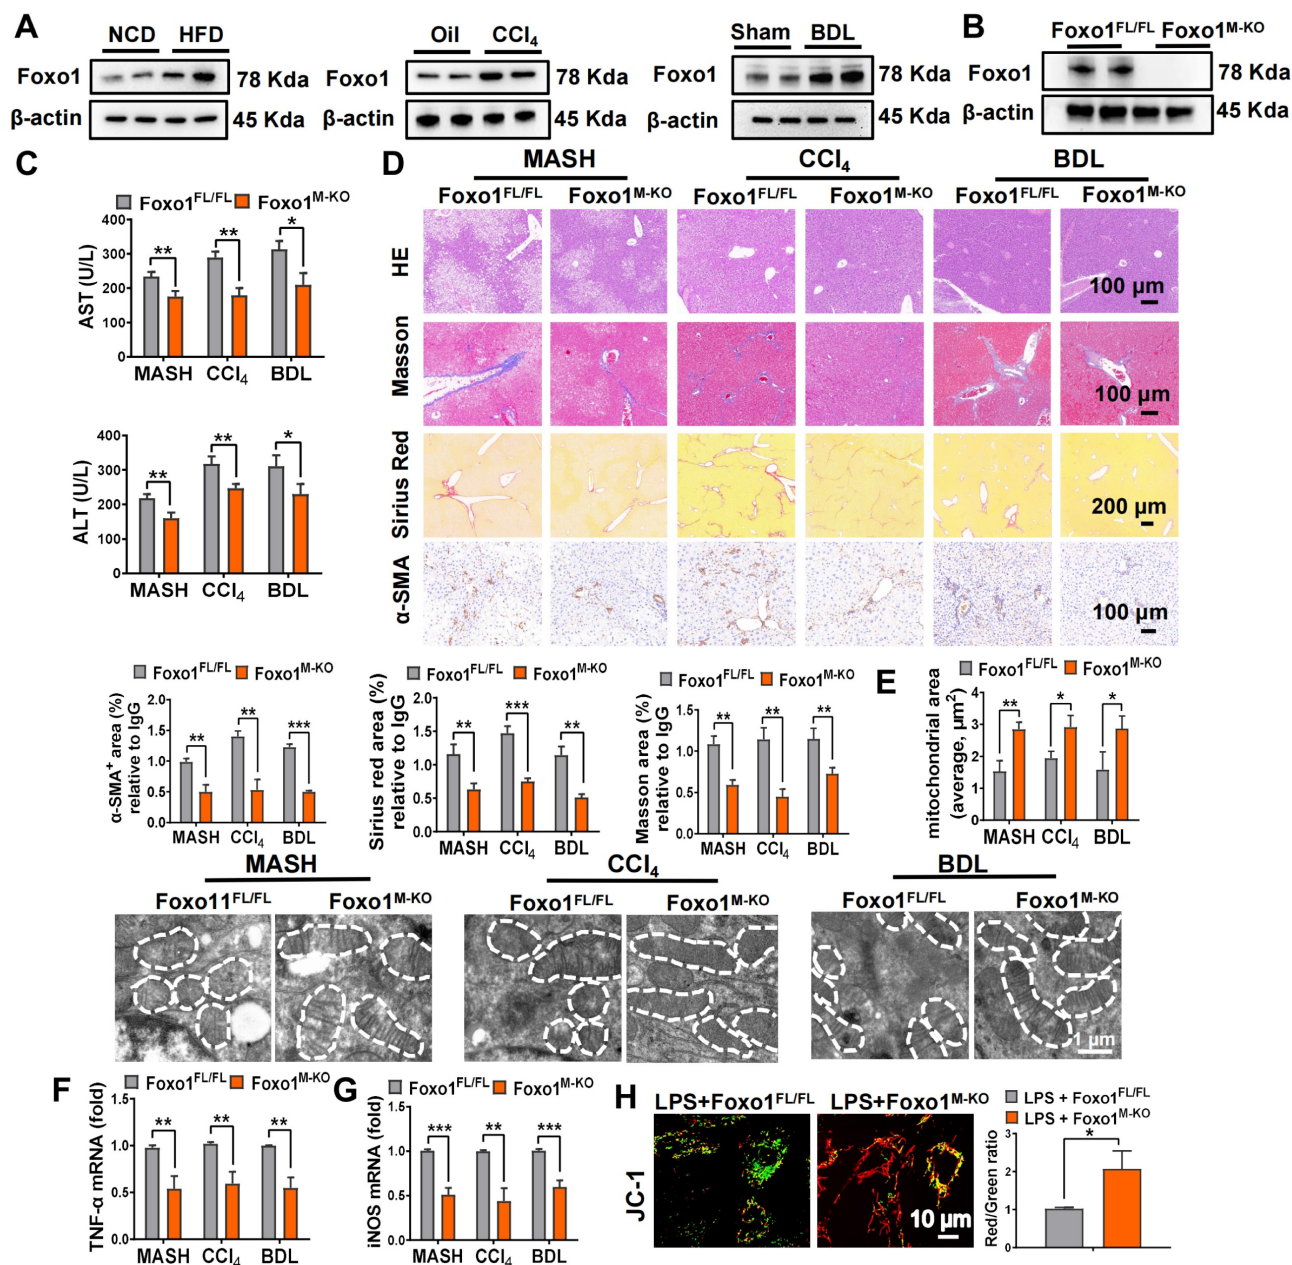 A
NCD HFD
Foxo1 78 Kda
β-actin 45 Kda
Oil CCl4
Foxo1 78 Kda
β-actin 45 Kda
Sham BDL
Foxo1 78 Kda
β-actin 45 Kda
B
Foxo1FL/FL Foxo1M-KO
Foxo1 78 Kda
β-actin 45 Kda
C
Foxo1FL/FL Foxo1M-KO
AST (U/L)
400
300
200
100
0
** ** *
MASH CCl4 BDL
ALT (U/L)
400
300
200
100
0
** ** *
MASH CCl4 BDL
D
MASH CCl4 BDL
Foxo1FL/FL Foxo1M-KO Foxo1FL/FL Foxo1M-KO Foxo1FL/FL Foxo1M-KO
HE
100 µm
Masson
100 µm
Sirius Red
200 µm
α-SMA
100 µm
Foxo1FL/FL Foxo1M-KO
α-SMA+ area (%)
relative to IgG
2.0
1.5
1.0
0.5
0.0
** ** ***
MASH CCl4 BDL
Foxo1FL/FL Foxo1M-KO
Sirius red area (%)
relative to IgG
2.0
1.5
1.0
0.5
0.0
** *** **
MASH CCl4 BDL
Foxo1FL/FL Foxo1M-KO
Masson area (%)
relative to IgG
1.5
1.0
0.5
0.0
** ** **
MASH CCl4 BDL
E
Foxo1FL/FL Foxo1M-KO
mitochondrial area
(average, µm2)
4
3
2
1
0
** * *
MASH CCl4 BDL
MASH CCl4 BDL
Foxo11FL/FL Foxo1M-KO Foxo1FL/FL Foxo1M-KO Foxo1FL/FL Foxo1M-KO
1 µm
F
Foxo1FL/FL Foxo1M-KO
TNF-α mRNA (fold)
1.5
1.0
0.5
0.0
** ** **
MASH CCl4 BDL
G
Foxo1FL/FL Foxo1M-KO
iNOS mRNA (fold)
1.5
1.0
0.5
0.0
*** ** ***
MASH CCl4 BDL
H
LPS+Foxo1FL/FL LPS+Foxo1M-KO
JC-1
10 µm
LPS + Foxo1FL/FL
LPS + Foxo1M-KO
Red/Green ratio
3
2
1
0
*